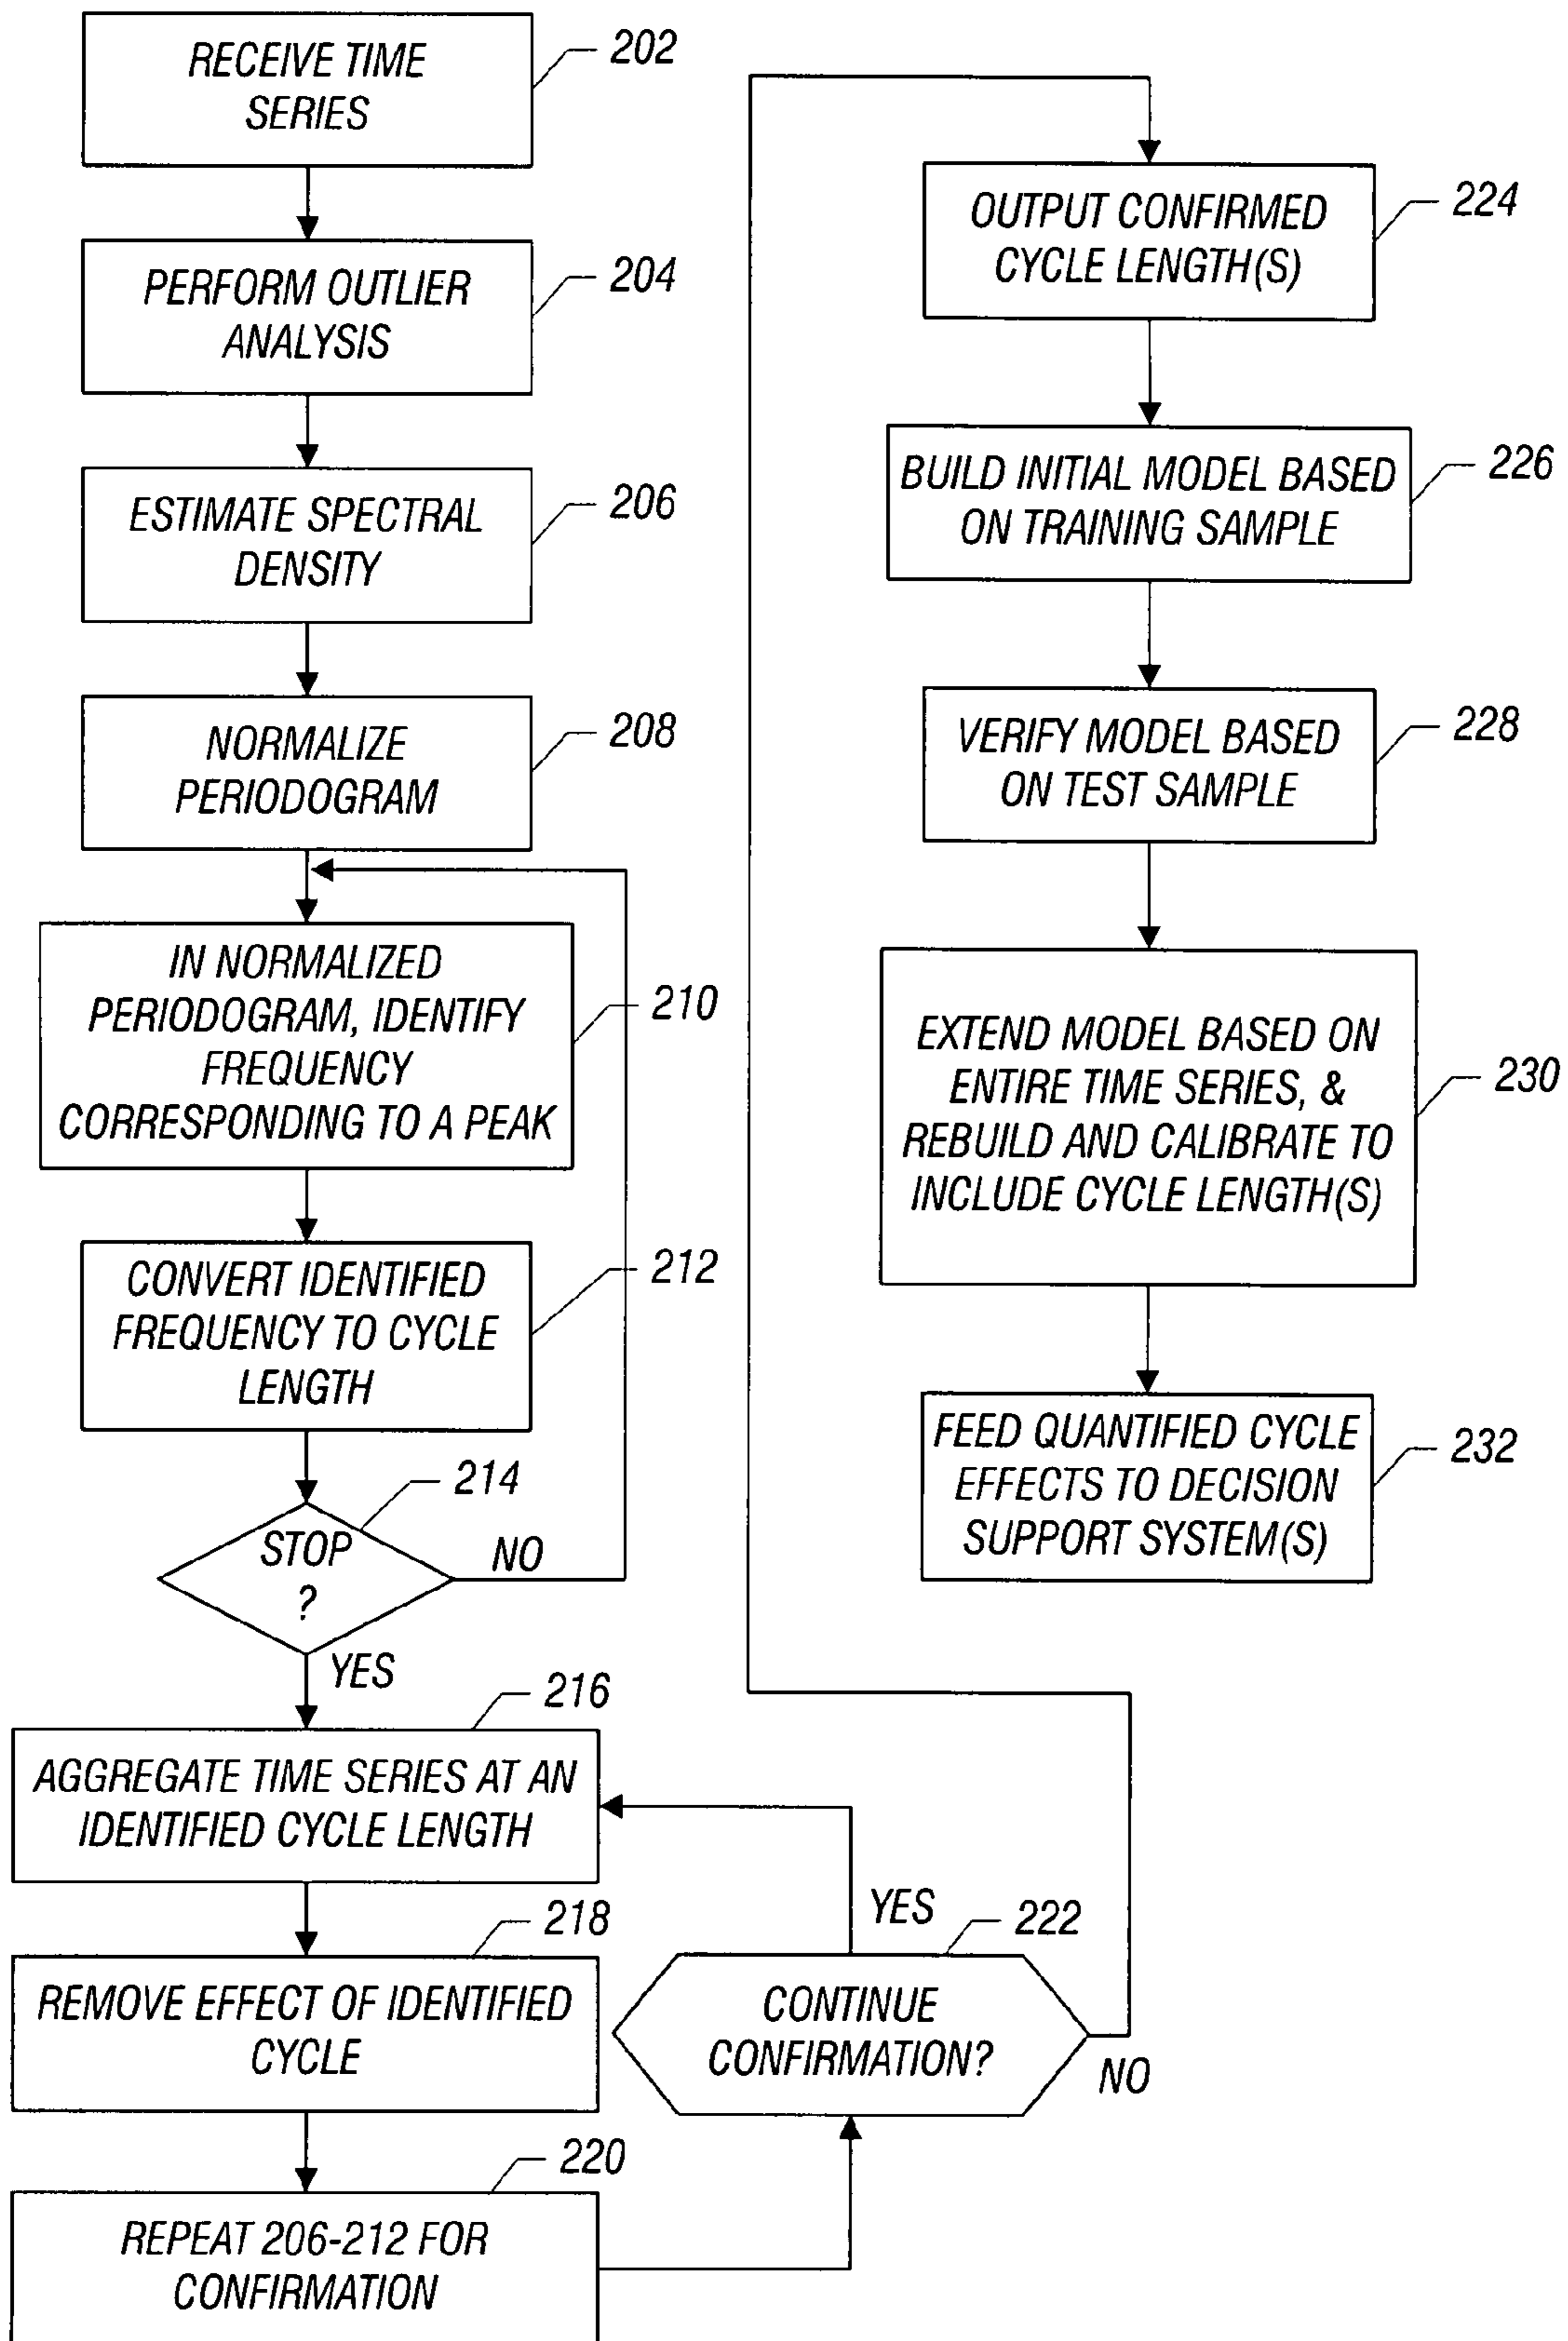 RECEIVE TIME
SERIES
202
PERFORM OUTLIER
ANALYSIS
204
ESTIMATE SPECTRAL
DENSITY
206
NORMALIZE
PERIODOGRAM
208
IN NORMALIZED
PERIODOGRAM, IDENTIFY
FREQUENCY
CORRESPONDING TO A PEAK
210
CONVERT IDENTIFIED
FREQUENCY TO CYCLE
LENGTH
212
214
STOP
?
NO
YES
216
AGGREGATE TIME SERIES AT AN
IDENTIFIED CYCLE LENGTH
218
REMOVE EFFECT OF IDENTIFIED
CYCLE
220
REPEAT 206-212 FOR
CONFIRMATION
YES
222
CONTINUE
CONFIRMATION?
NO
OUTPUT CONFIRMED
CYCLE LENGTH(S)
224
BUILD INITIAL MODEL BASED
ON TRAINING SAMPLE
226
VERIFY MODEL BASED
ON TEST SAMPLE
228
EXTEND MODEL BASED ON
ENTIRE TIME SERIES, &
REBUILD AND CALIBRATE TO
INCLUDE CYCLE LENGTH(S)
230
FEED QUANTIFIED CYCLE
EFFECTS TO DECISION
SUPPORT SYSTEM(S)
232